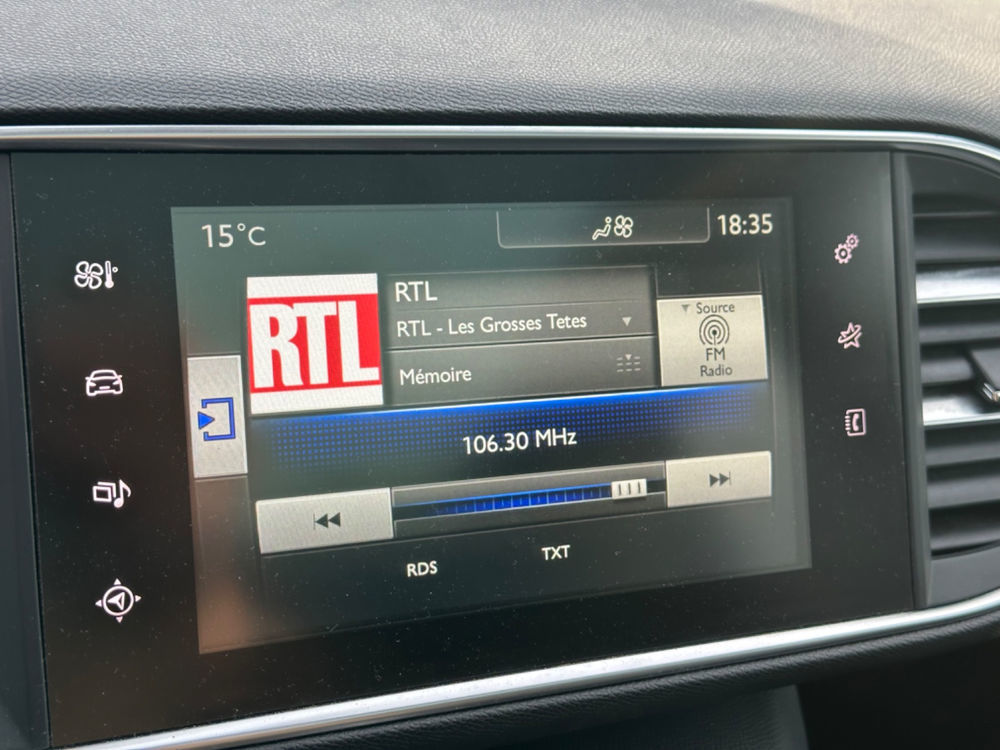 15°C
18:35
RTL
RTL
RTL - Les Grosses Tetes
Mémoire
Source
FM
Radio
106.30 MHz
RDS
TXT